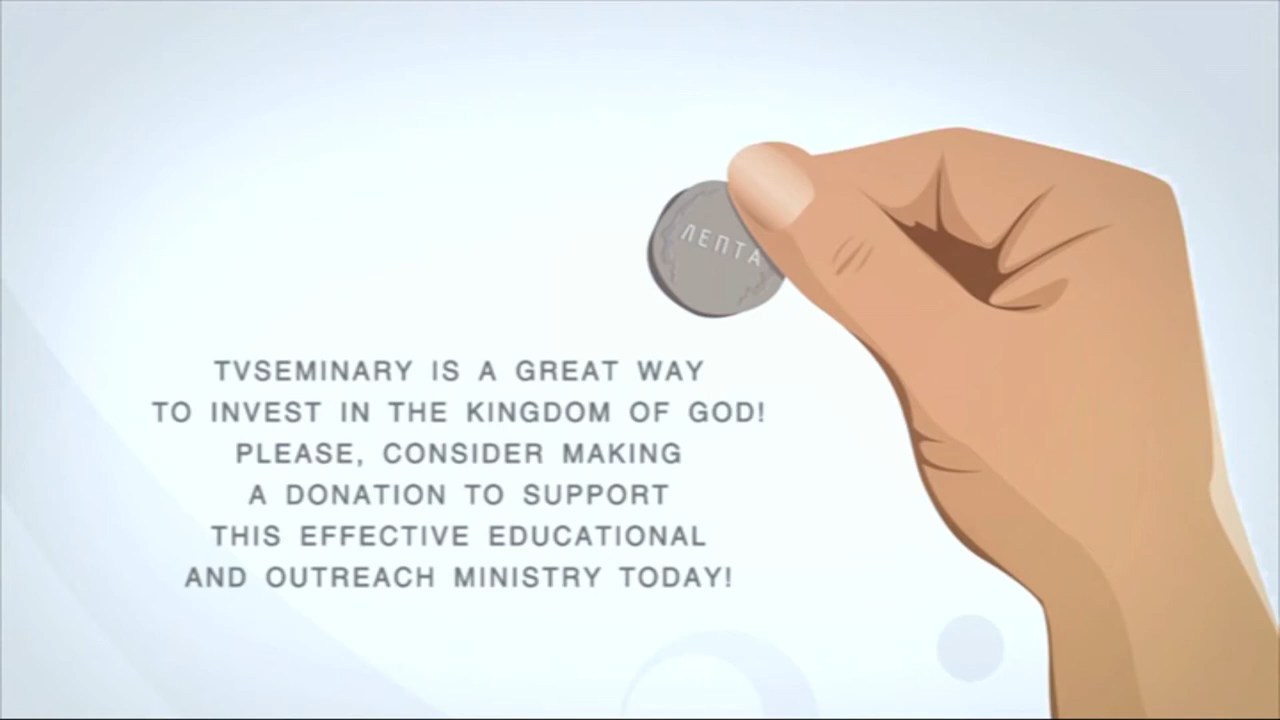 ΛΕΠΤΑ
TVSEMINARY IS A GREAT WAY
TO INVEST IN THE KINGDOM OF GOD!
PLEASE, CONSIDER MAKING
A DONATION TO SUPPORT
THIS EFFECTIVE EDUCATIONAL
AND OUTREACH MINISTRY TODAY!